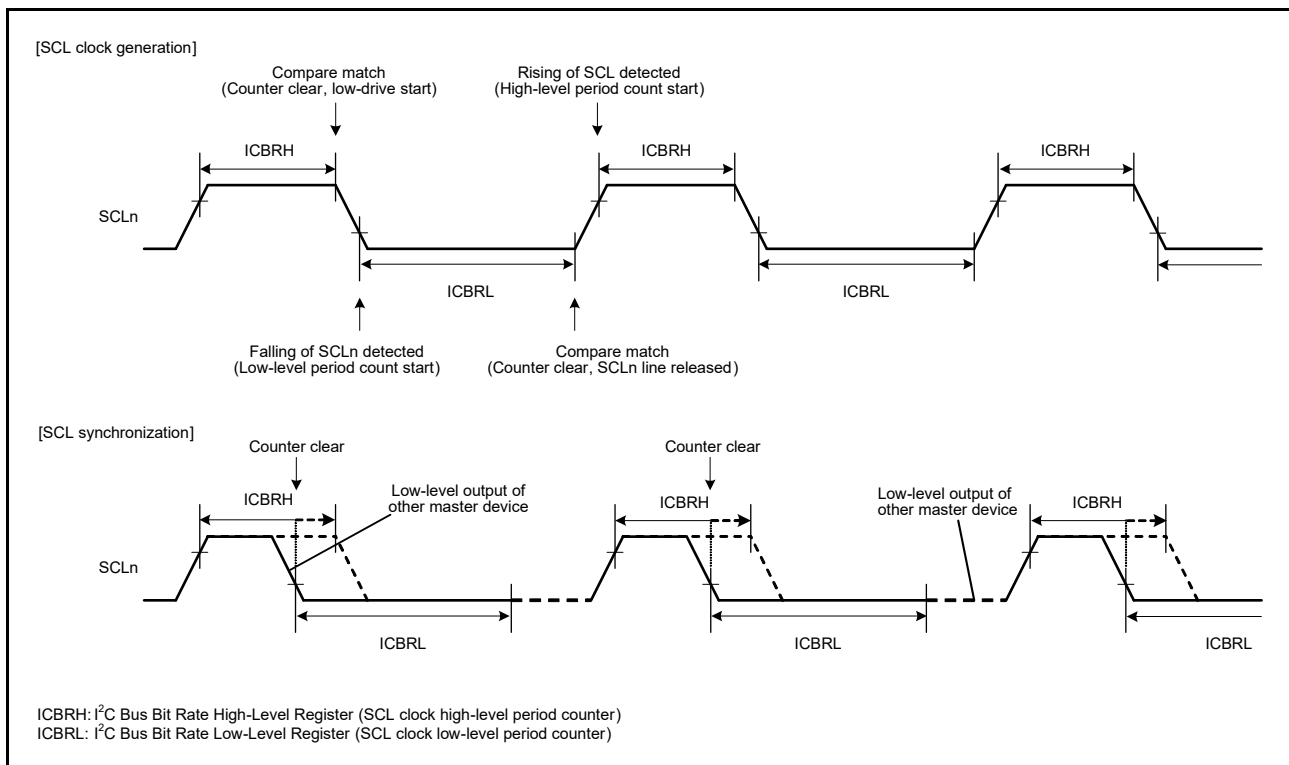 [SCL clock generation]
Compare match
(Counter clear, low-drive start)
Rising of SCL detected
(High-level period count start)
ICBRH
ICBRH
ICBRH
SCLn
ICBRL
ICBRL
Falling of SCLn detected
(Low-level period count start)
Compare match
(Counter clear, SCLn line released)
[SCL synchronization]
Counter clear
Counter clear
ICBRH
Low-level output of
other master device
ICBRH
Low-level output of
other master device
ICBRH
SCLn
ICBRL
ICBRL
ICBRL
ICBRH: I²C Bus Bit Rate High-Level Register (SCL clock high-level period counter)
ICBRL: I²C Bus Bit Rate Low-Level Register (SCL clock low-level period counter)